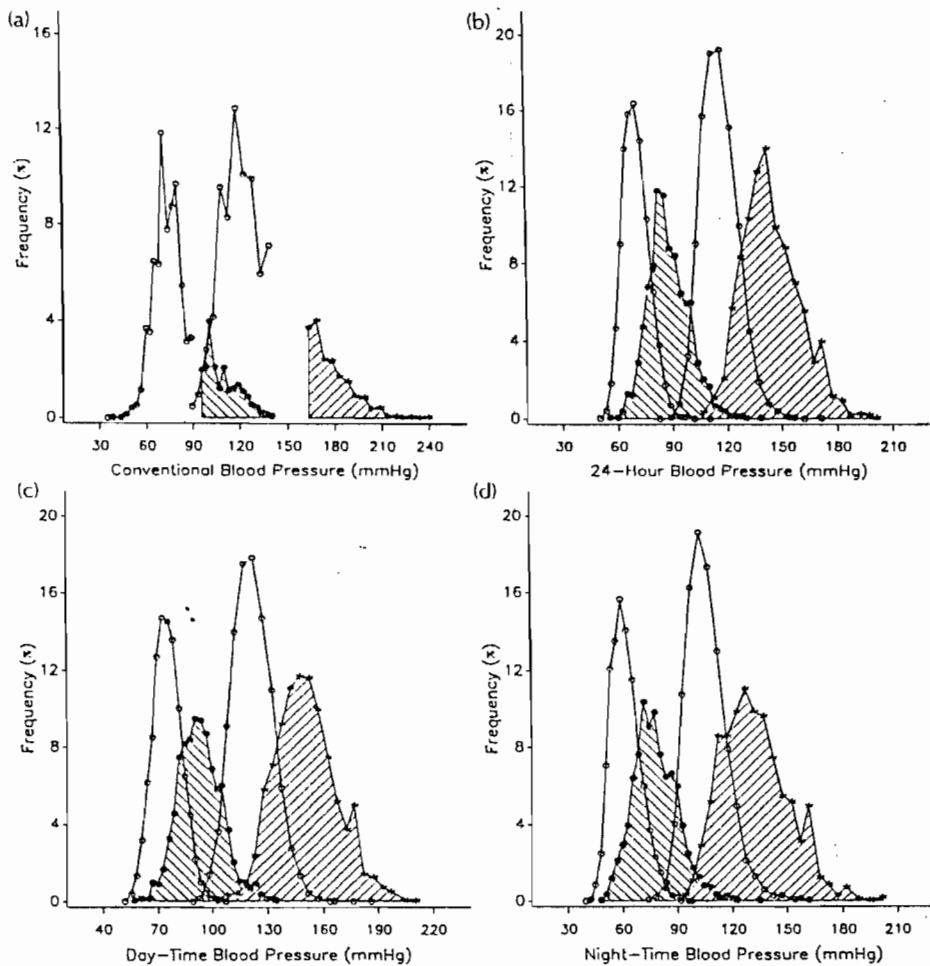 (a)
16
12
8
4
0
Frequency (%)
30 60 90 120 150 180 210 240
Conventional Blood Pressure (mmHg)
(b)
20
16
12
8
4
0
Frequency (%)
30 60 90 120 150 180 210
24-Hour Blood Pressure (mmHg)
(c)
20
16
12
8
4
0
Frequency (%)
40 70 100 130 160 190 220
Day-Time Blood Pressure (mmHg)
(d)
20
16
12
8
4
0
Frequency (%)
30 60 90 120 150 180 210
Night-Time Blood Pressure (mmHg)